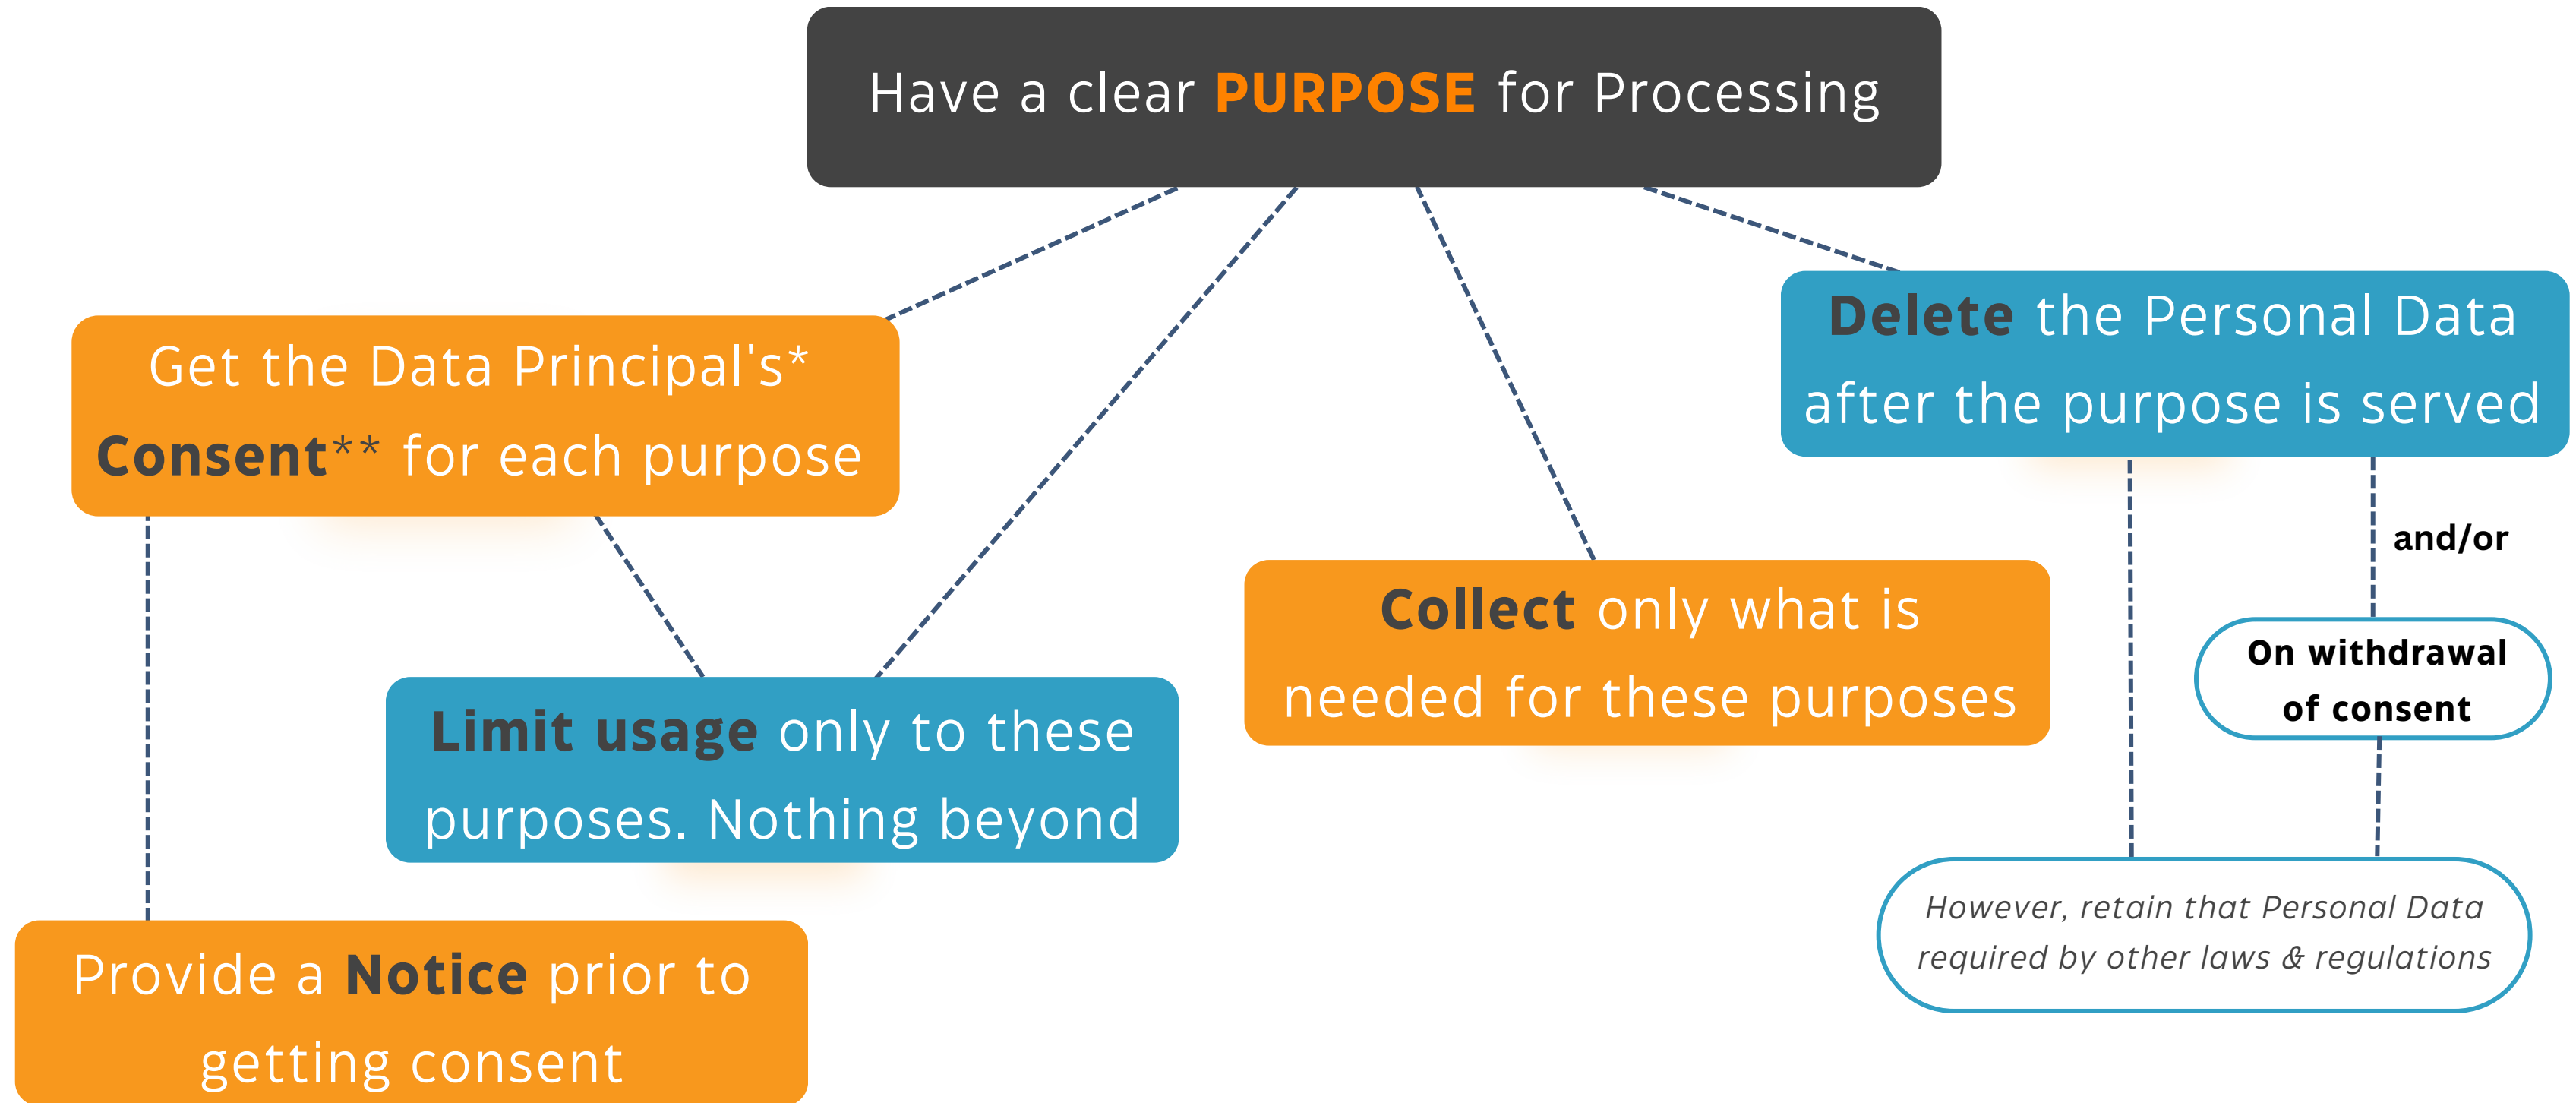 Have a clear PURPOSE for Processing
Get the Data Principal's*
Consent** for each purpose
Delete the Personal Data
after the purpose is served
and/or
Collect only what is
needed for these purposes
On withdrawal
of consent
Limit usage only to these
purposes. Nothing beyond
However, retain that Personal Data
required by other laws & regulations
Provide a Notice prior to
getting consent